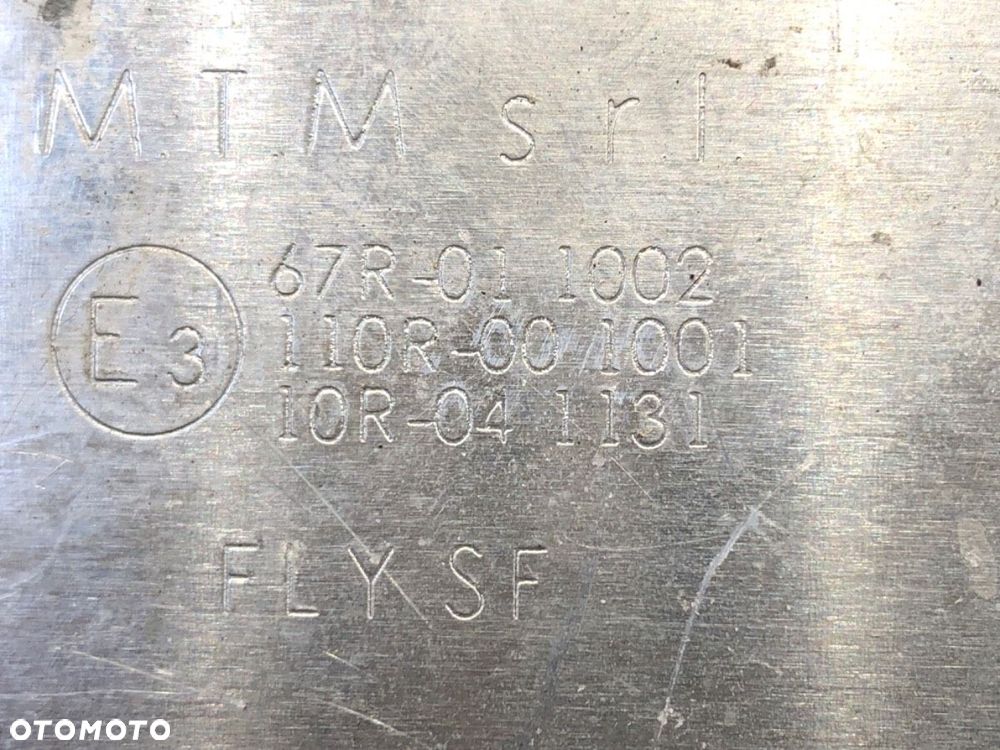 MTM srl
E3
67R-01 1002
110R-00 1001
10R-04 1131
FLY SF
OTOMOTO